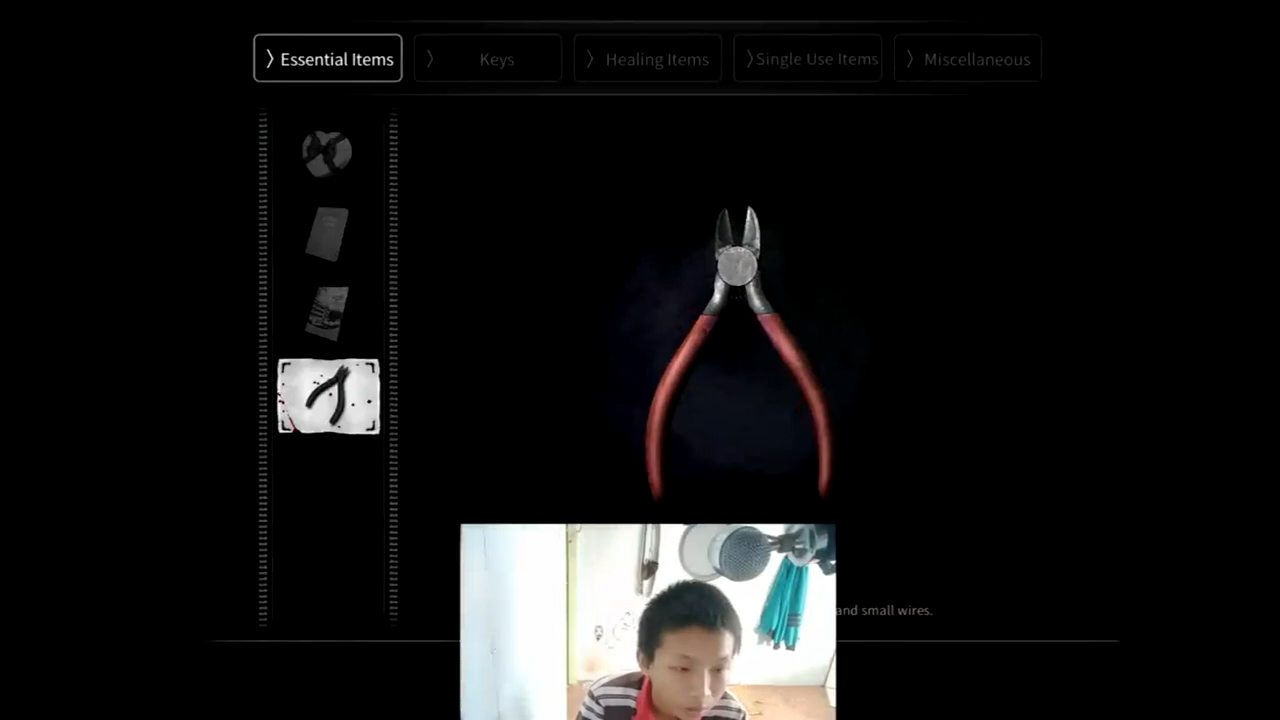 Essential Items
Keys
Healing Items
Single Use Items
Miscellaneous
and small wires.